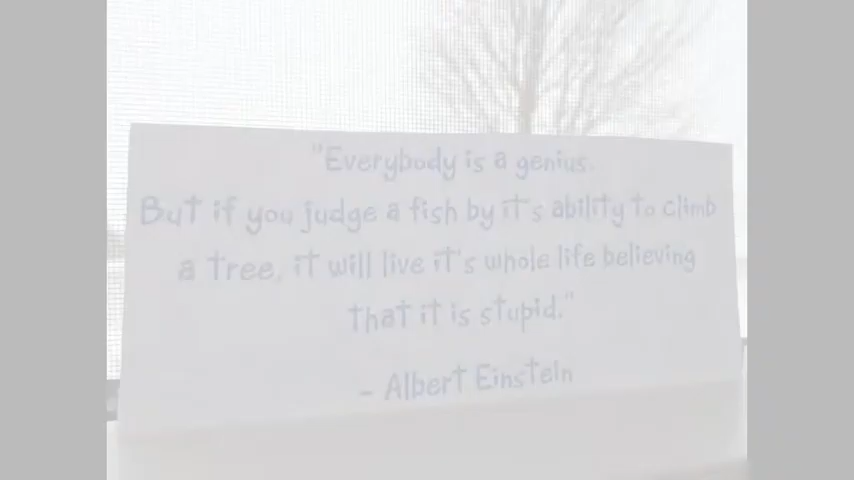 "Everybody is a genius.
But if you judge a fish by it's ability to climb
a tree, it will live it's whole life believing
that it is stupid."
- Albert Einstein